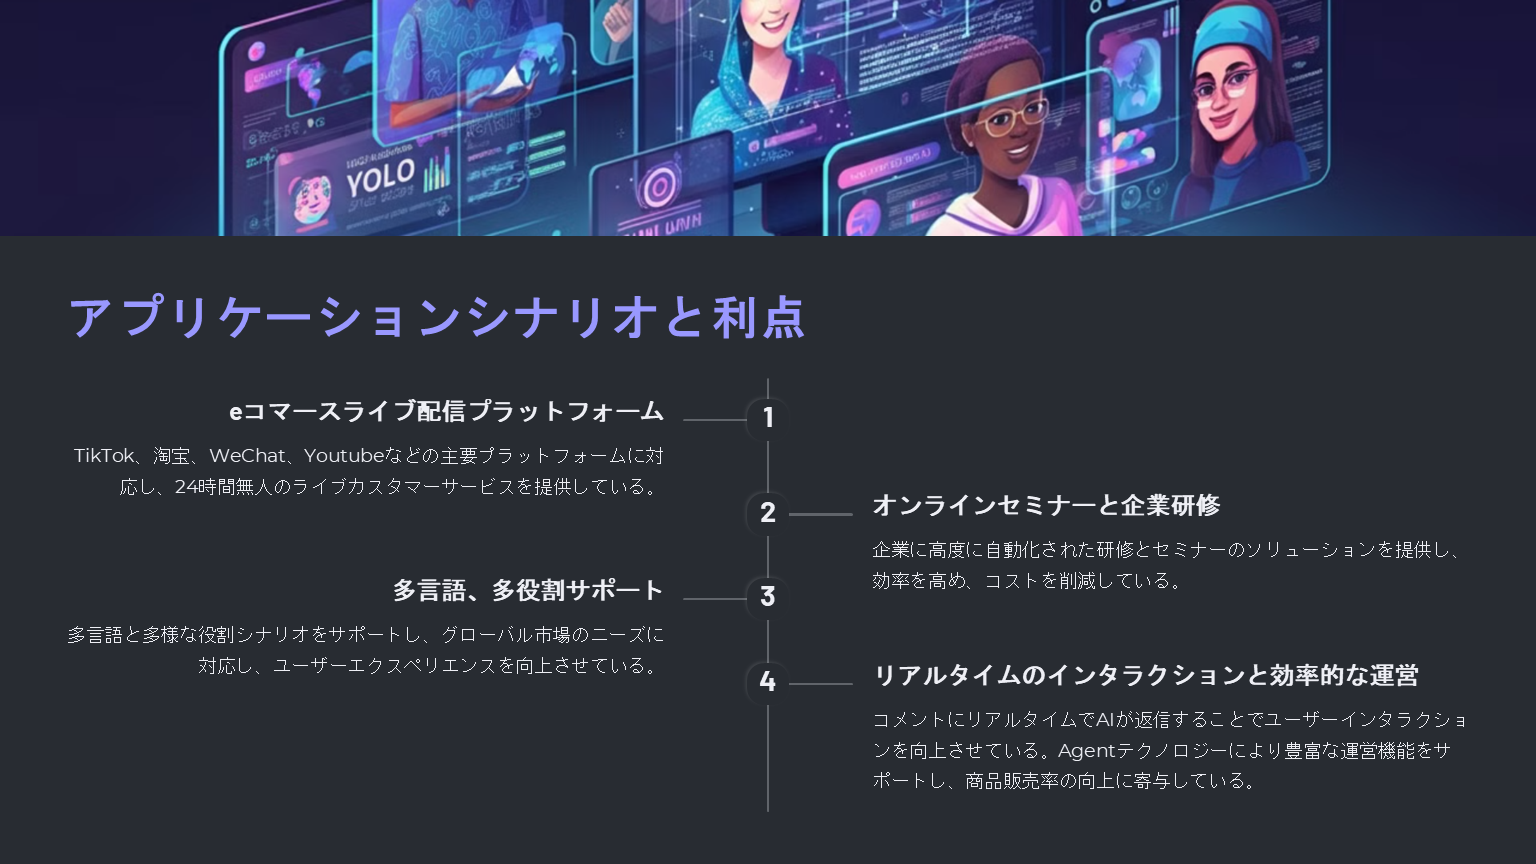 YOLO
アプリケーションシナリオと利点
eコマースライブ配信プラットフォーム
1
TikTok、淘宝、WeChat、Youtubeなどの主要プラットフォームに対
応し、24時間無人のライブカスタマーサービスを提供している。
2
オンラインセミナーと企業研修
企業に高度に自動化された研修とセミナーのソリューションを提供し、
効率を高め、コストを削減している。
多言語、多役割サポート
3
多言語と多様な役割シナリオをサポートし、グローバル市場のニーズに
対応し、ユーザーエクスペリエンスを向上させている。
4
リアルタイムのインタラクションと効率的な運営
コメントにリアルタイムでAIが返信することでユーザーインタラクショ
ンを向上させている。Agentテクノロジーにより豊富な運営機能をサ
ポートし、商品販売率の向上に寄与している。